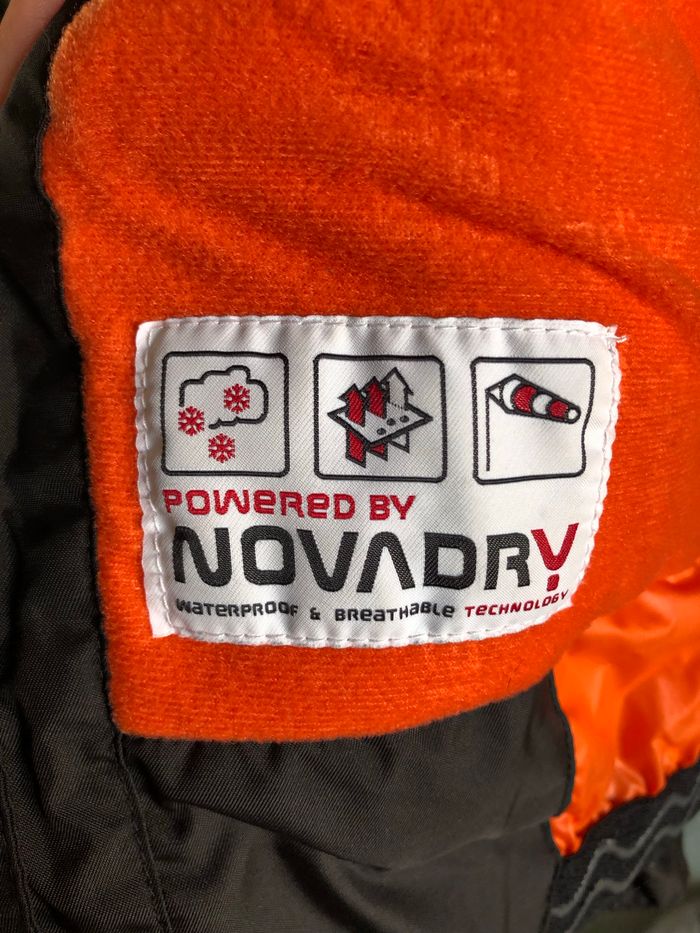 POWERED BY
NOVADRY
WATERPROOF & BREATHABLE TECHNOLOGY